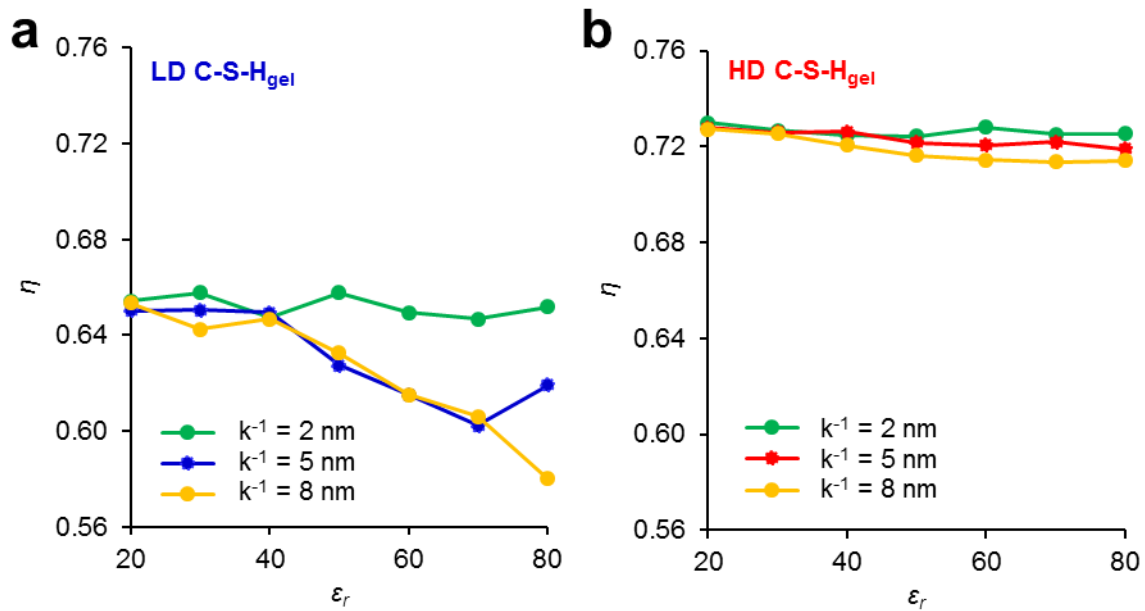 a
LD C-S-Hgel
0.76
0.72
0.68
0.64
0.60
0.56
η
k-1 = 2 nm
k-1 = 5 nm
k-1 = 8 nm
20
40
60
80
εr
b
HD C-S-Hgel
0.76
0.72
0.68
0.64
0.60
0.56
η
k-1 = 2 nm
k-1 = 5 nm
k-1 = 8 nm
20
40
60
80
εr